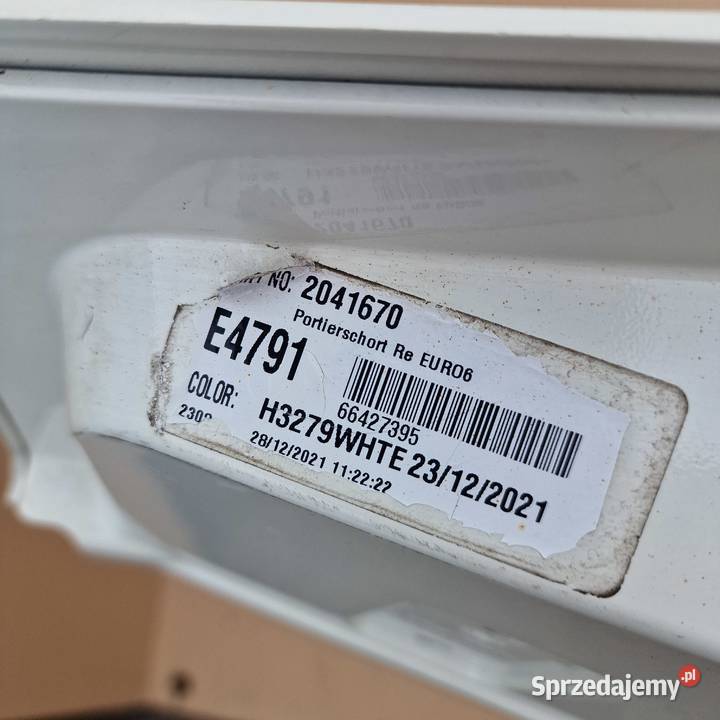 NO: 2041670
Portierschort Re EURO6
E4791
66427395
COLOR: H3279WHTE 23/12/2021
28/12/2021 11:22:22
2041670
Sprzedajemy.pl